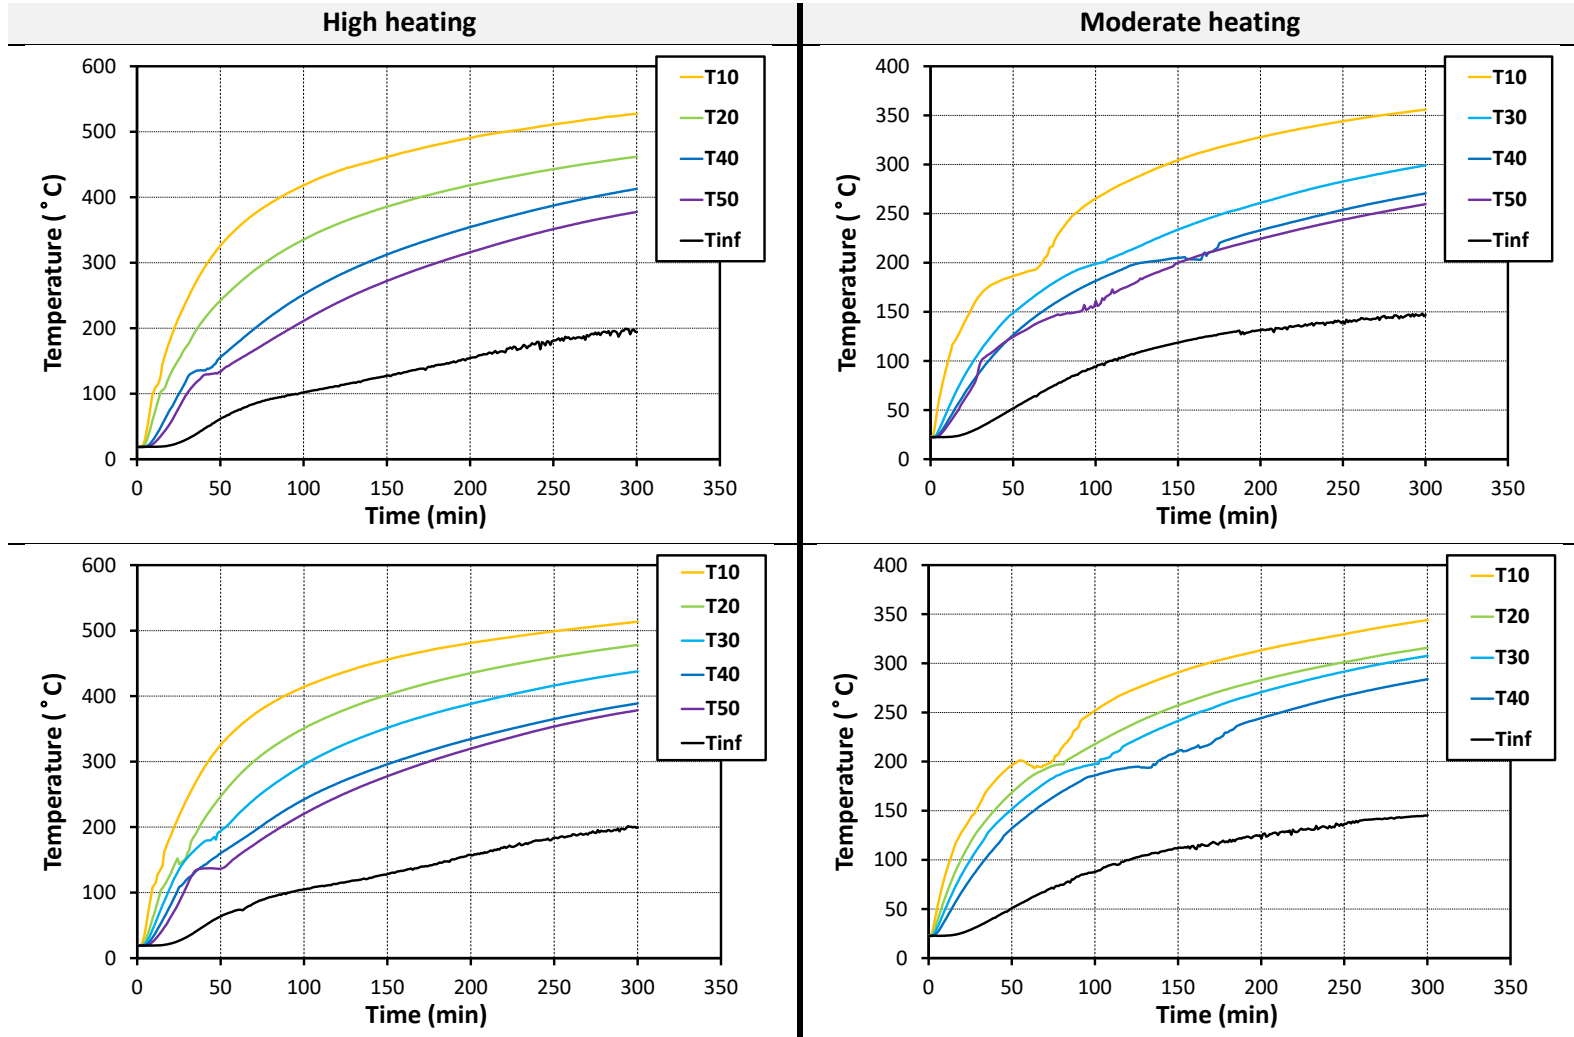 High heating
Moderate heating
Temperature (°C)
600
500
400
300
200
100
0
0 50 100 150 200 250 300 350
Time (min)
T10
T20
T40
T50
Tinf
Temperature (°C)
400
350
300
250
200
150
100
50
0
0 50 100 150 200 250 300 350
Time (min)
T10
T30
T40
T50
Tinf
Temperature (°C)
600
500
400
300
200
100
0
0 50 100 150 200 250 300 350
Time (min)
T10
T20
T30
T40
T50
Tinf
Temperature (°C)
400
350
300
250
200
150
100
50
0
0 50 100 150 200 250 300 350
Time (min)
T10
T20
T30
T40
Tinf